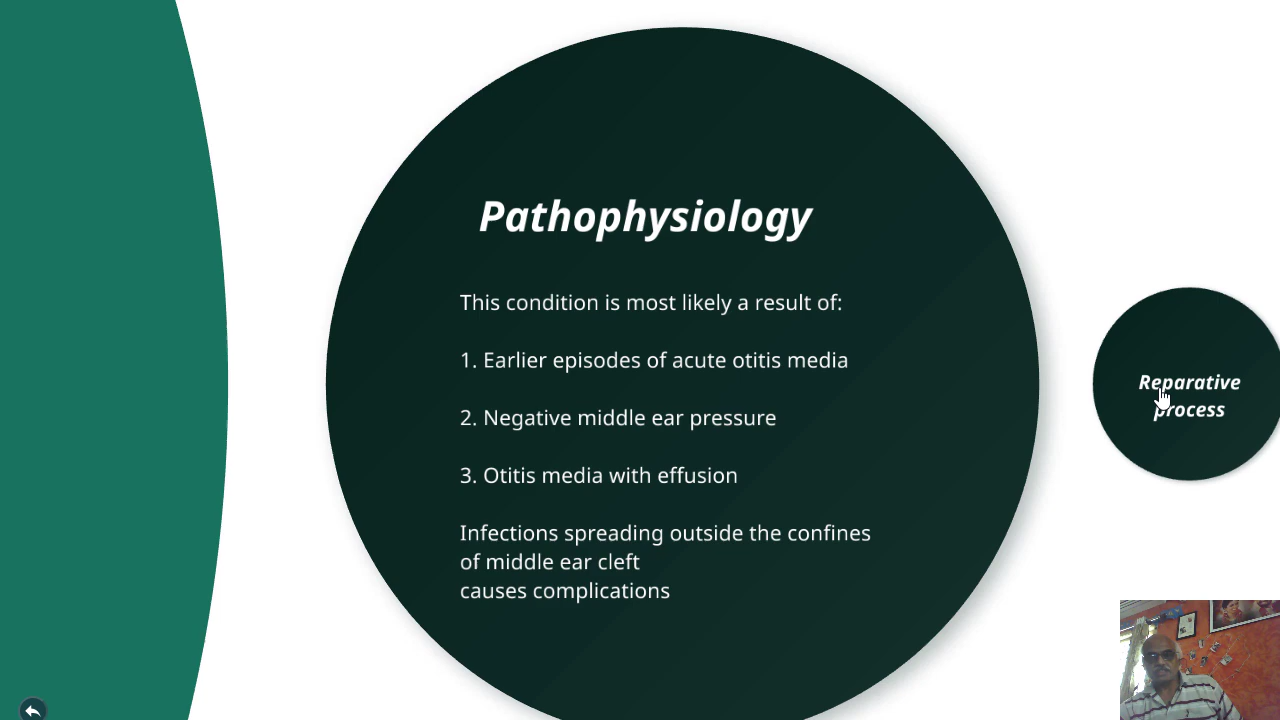 Pathophysiology
This condition is most likely a result of:
1. Earlier episodes of acute otitis media
2. Negative middle ear pressure
3. Otitis media with effusion
Infections spreading outside the confines
of middle ear cleft
causes complications
Reparative
process